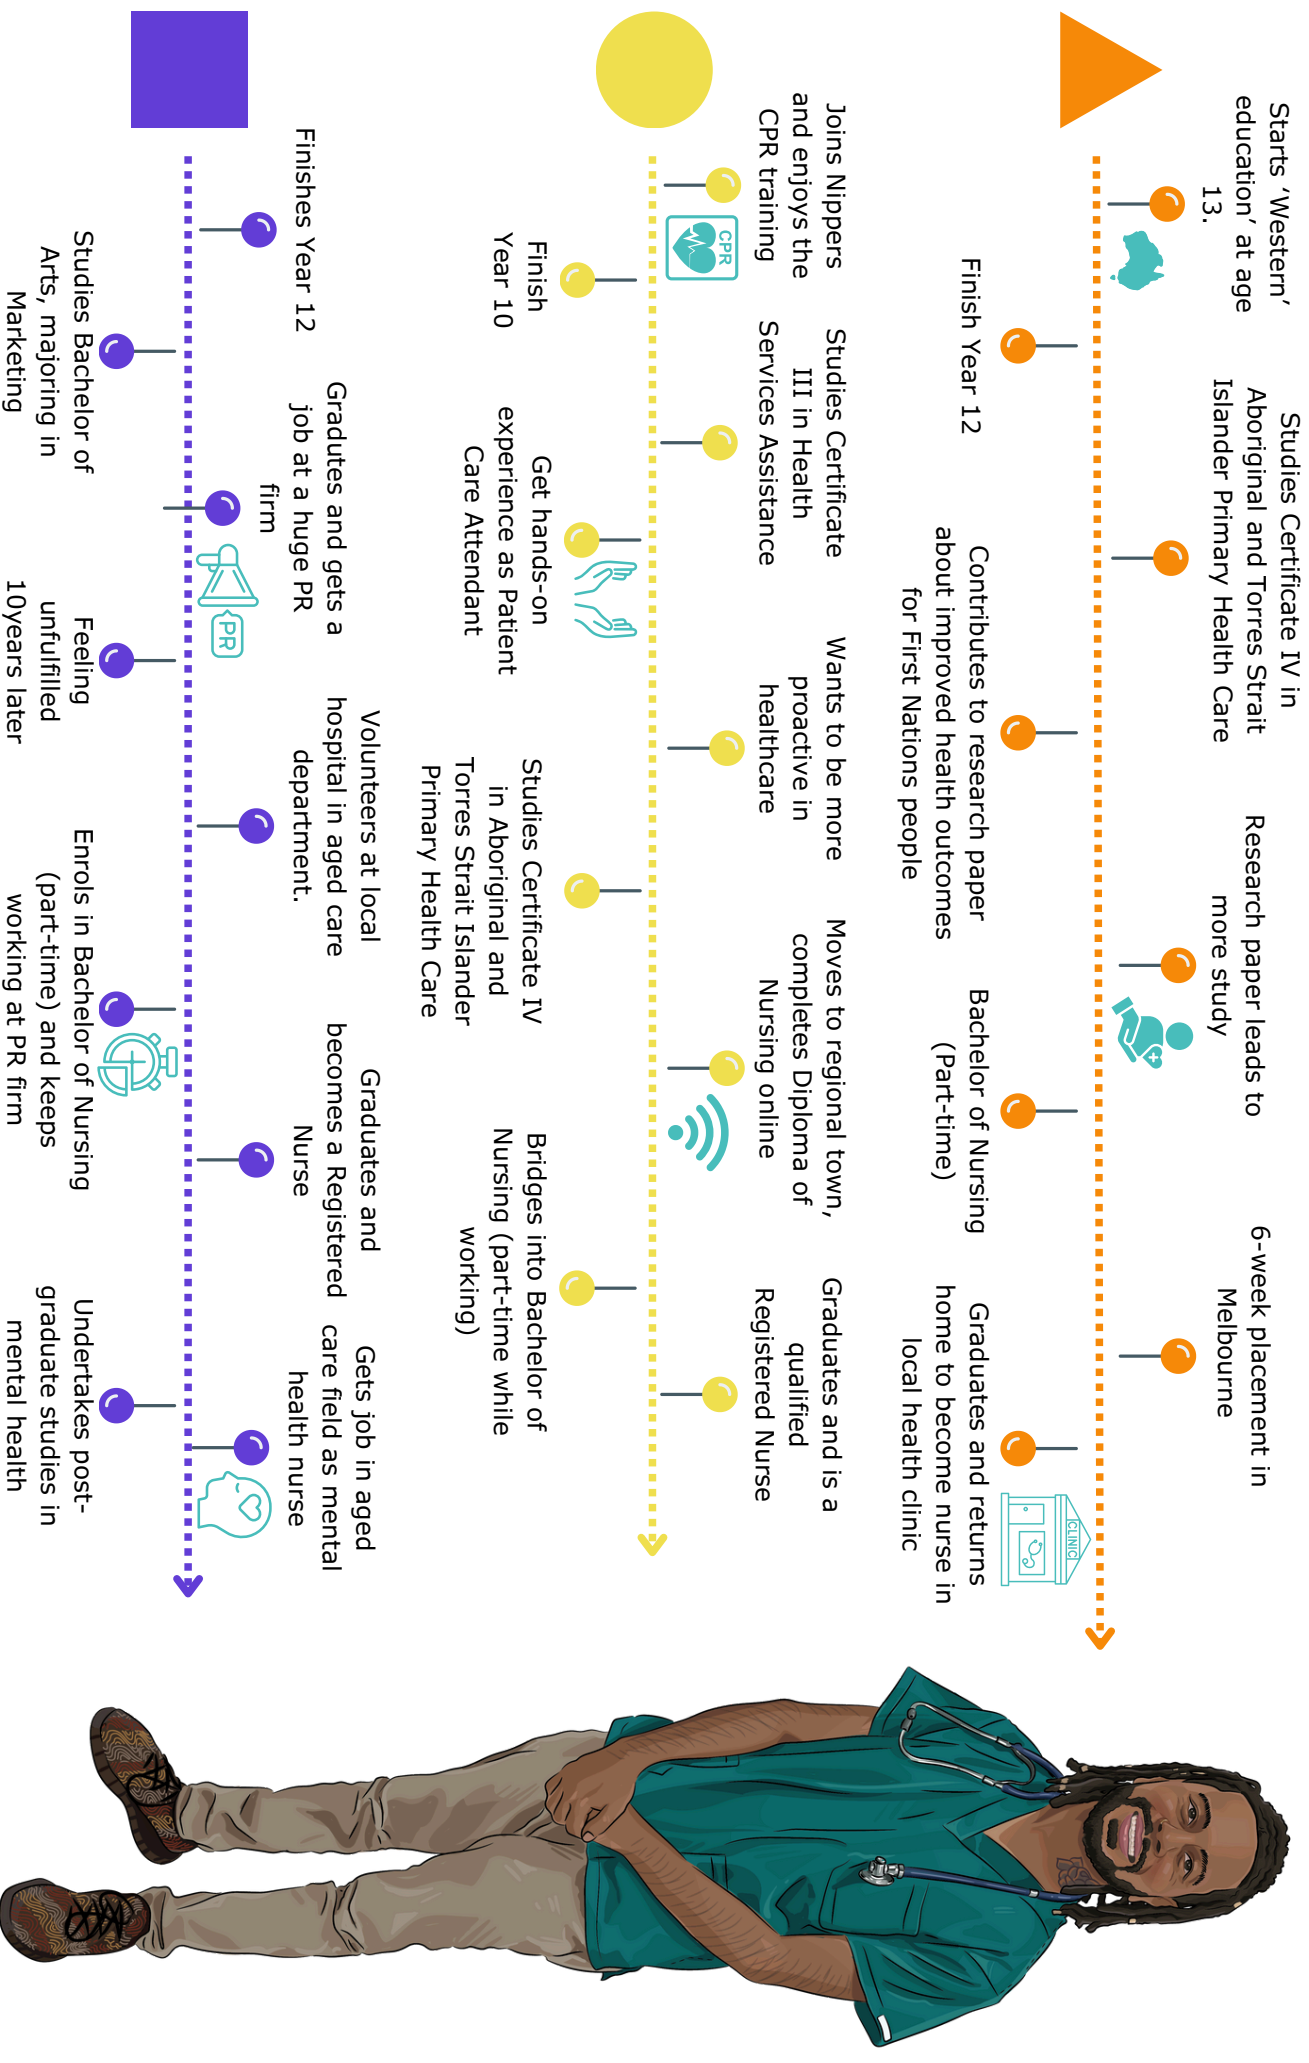 Starts ‘Western’
education’ at age
13.
Finish Year 12
Studies Certificate IV in
Aboriginal and Torres Strait
Islander Primary Health Care
Contributes to research paper
about improved health outcomes
for First Nations people
Research paper leads to
more study
Bachelor of Nursing
(Part-time)
6-week placement in
Melbourne
Graduates and returns
home to become nurse in
local health clinic
CLINIC
Joins Nippers
and enjoys the
CPR training
CPR
Finish
Year 10
Studies Certificate
III in Health
Services Assistance
Get hands-on
experience as Patient
Care Attendant
Wants to be more
proactive in
healthcare
Studies Certificate IV
in Aboriginal and
Torres Strait Islander
Primary Health Care
Moves to regional town,
completes Diploma of
Nursing online
Bridges into Bachelor of
Nursing (part-time while
working)
Graduates and is a
qualified
Registered Nurse
Finishes Year 12
Studies Bachelor of
Arts, majoring in
Marketing
Gradutes and gets a
job at a huge PR
firm
PR
Feeling
unfulfilled
10years later
Volunteers at local
hospital in aged care
department.
Enrols in Bachelor of Nursing
(part-time) and keeps
working at PR firm
Graduates and
becomes a Registered
Nurse
Undertakes post-
graduate studies in
mental health
Gets job in aged
care field as mental
health nurse